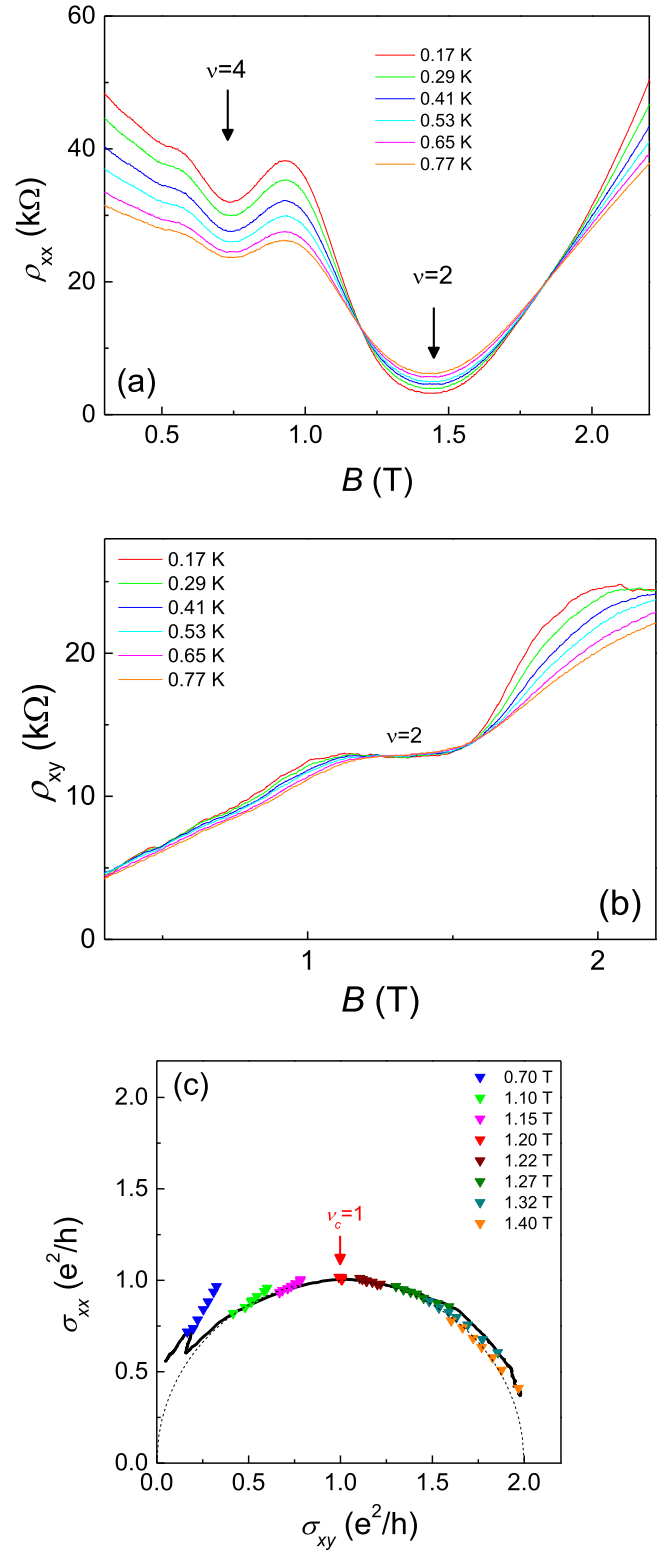 60
40
20
0
ρxx (kΩ)
ν=4
ν=2
0.17 K
0.29 K
0.41 K
0.53 K
0.65 K
0.77 K
(a)
0.5 1.0 1.5 2.0
B (T)
20
10
0
ρxy (kΩ)
0.17 K
0.29 K
0.41 K
0.53 K
0.65 K
0.77 K
ν=2
(b)
1 2
B (T)
(c)
2.0
1.5
1.0
0.5
0.0
σxx (e²/h)
0.70 T
1.10 T
1.15 T
1.20 T
1.22 T
1.27 T
1.32 T
1.40 T
νc=1
0.0 0.5 1.0 1.5 2.0
σxy (e²/h)